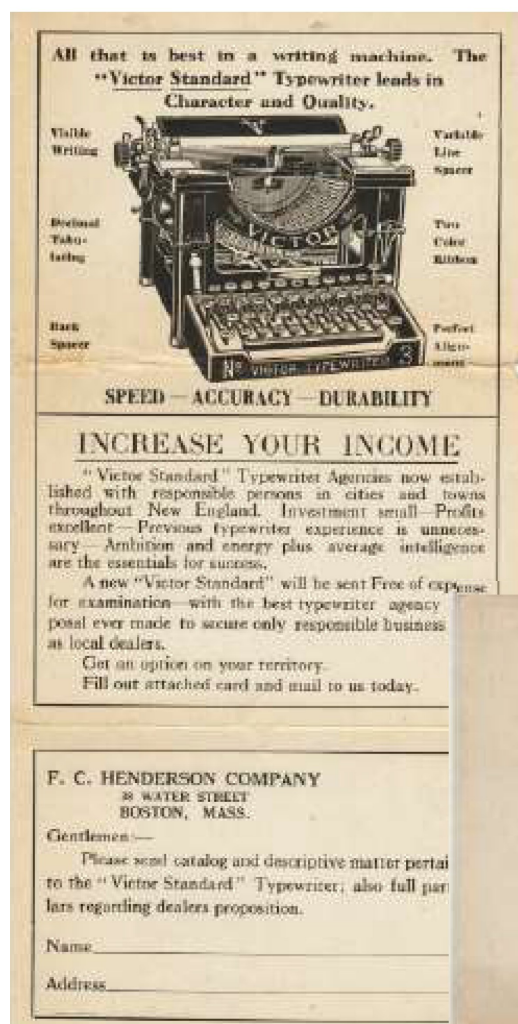 All that is best in a writing machine. The
"Victor Standard" Typewriter leads in
Character and Quality.
Visible
Writing
Variable
Line
Spacer
Decimal
Tabu-
lating
Two
Color
Ribbon
Back
Spacer
Perfect
Align-
ment
VICTOR
No VICTOR TYPEWRITER 3
SPEED — ACCURACY — DURABILITY
INCREASE YOUR INCOME
"Victor Standard" Typewriter Agencies now estab-
lished with responsible persons in cities and towns
throughout New England. Investment small—Profits
excellent—Previous typewriter experience is unneces-
sary—Ambition and energy plus average intelligence
are the essentials for success.
A new "Victor Standard" will be sent Free of expense
for examination—with the best typewriter agency
posal ever made to secure only responsible business
as local dealers.
Get an option on your territory.
Fill out attached card and mail to us today.
F. C. HENDERSON COMPANY
38 WATER STREET
BOSTON, MASS.
Gentlemen:—
Please send catalog and descriptive matter pertai
to the "Victor Standard" Typewriter; also full par
lars regarding dealers proposition.
Name
Address